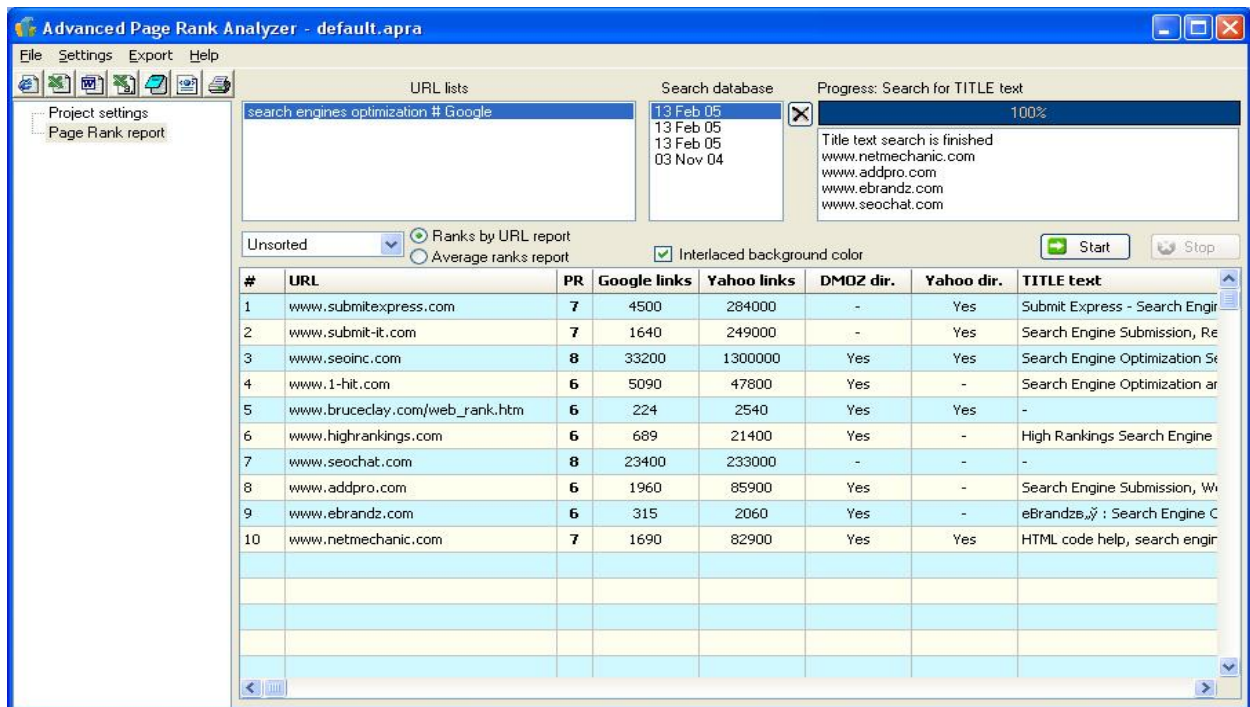 Advanced Page Rank Analyzer - default.apra
File Settings Export Help
URL lists Search database Progress: Search for TITLE text
Project settings
Page Rank report
search engines optimization # Google
13 Feb 05
13 Feb 05
13 Feb 05
03 Nov 04
100%
Title text search is finished
www.netmechanic.com
www.addpro.com
www.ebrandz.com
www.seochat.com
Unsorted
Ranks by URL report
Average ranks report
Interlaced background color
Start
Stop
# URL PR Google links Yahoo links DMOZ dir. Yahoo dir. TITLE text
1 www.submitexpress.com 7 4500 284000 - Yes Submit Express - Search Engin
2 www.submit-it.com 7 1640 249000 - Yes Search Engine Submission, Re
3 www.seoinc.com 8 33200 1300000 Yes Yes Search Engine Optimization Se
4 www.1-hit.com 6 5090 47800 Yes - Search Engine Optimization an
5 www.bruceclay.com/web_rank.htm 6 224 2540 Yes Yes -
6 www.highrankings.com 6 689 21400 Yes - High Rankings Search Engine
7 www.seochat.com 8 23400 233000 - - -
8 www.addpro.com 6 1960 85900 Yes - Search Engine Submission, We
9 www.ebrandz.com 6 315 2060 Yes - eBrandzв„ў : Search Engine O
10 www.netmechanic.com 7 1690 82900 Yes Yes HTML code help, search engin